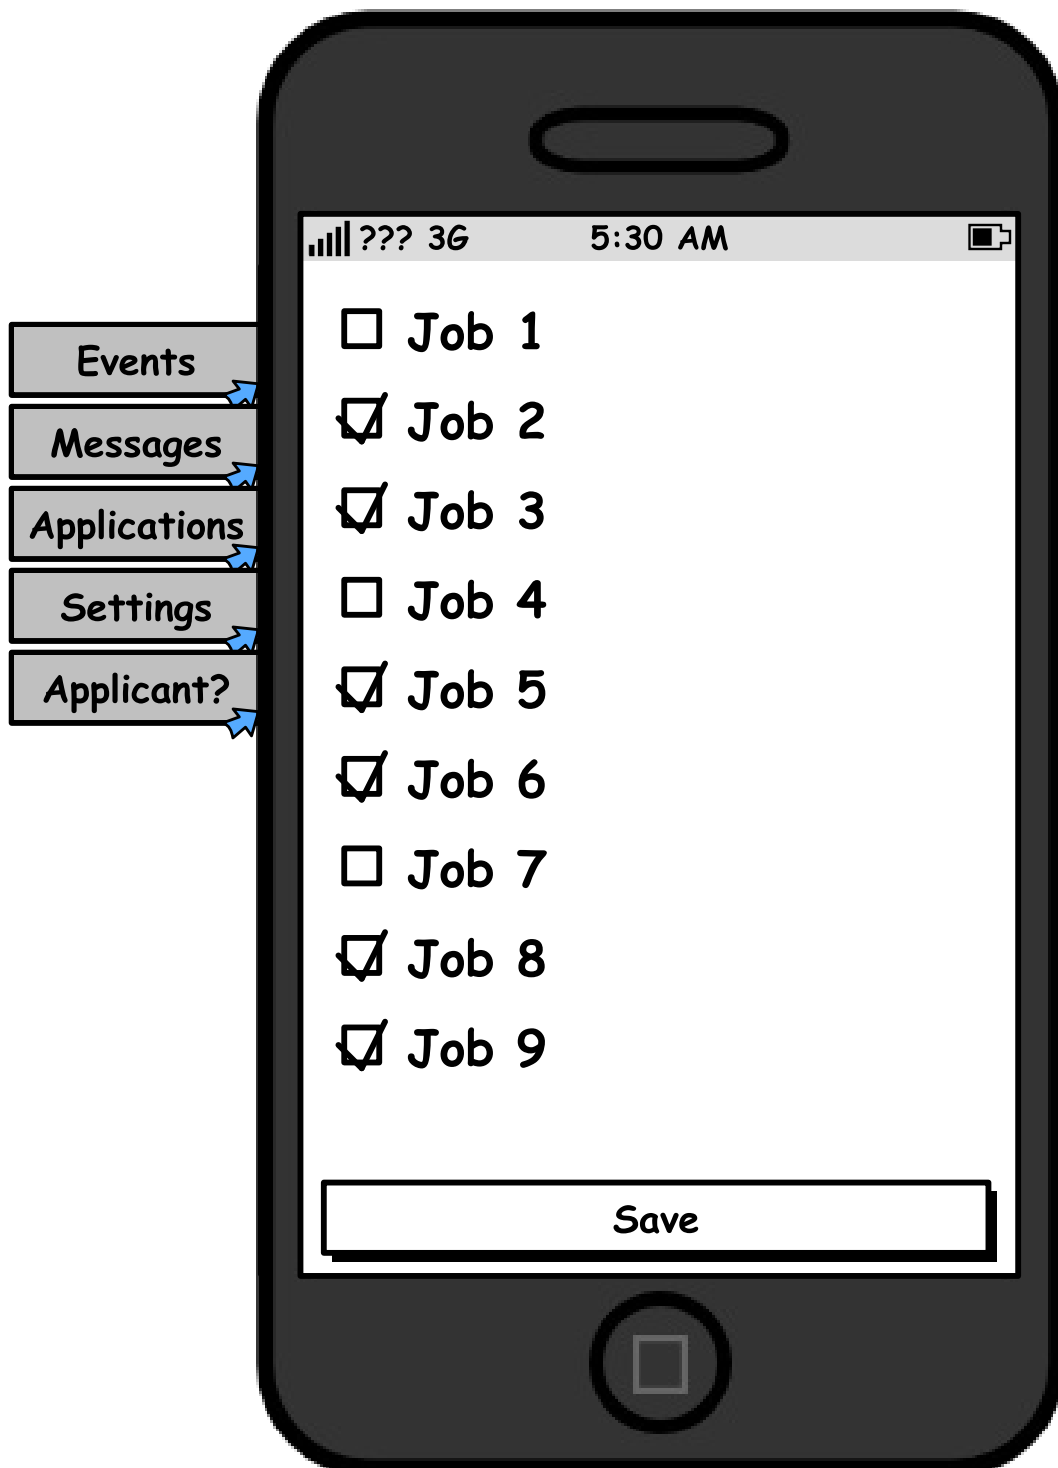 ??? 3G 5:30 AM
Events
Messages
Applications
Settings
Applicant?
Job 1
Job 2
Job 3
Job 4
Job 5
Job 6
Job 7
Job 8
Job 9
Save